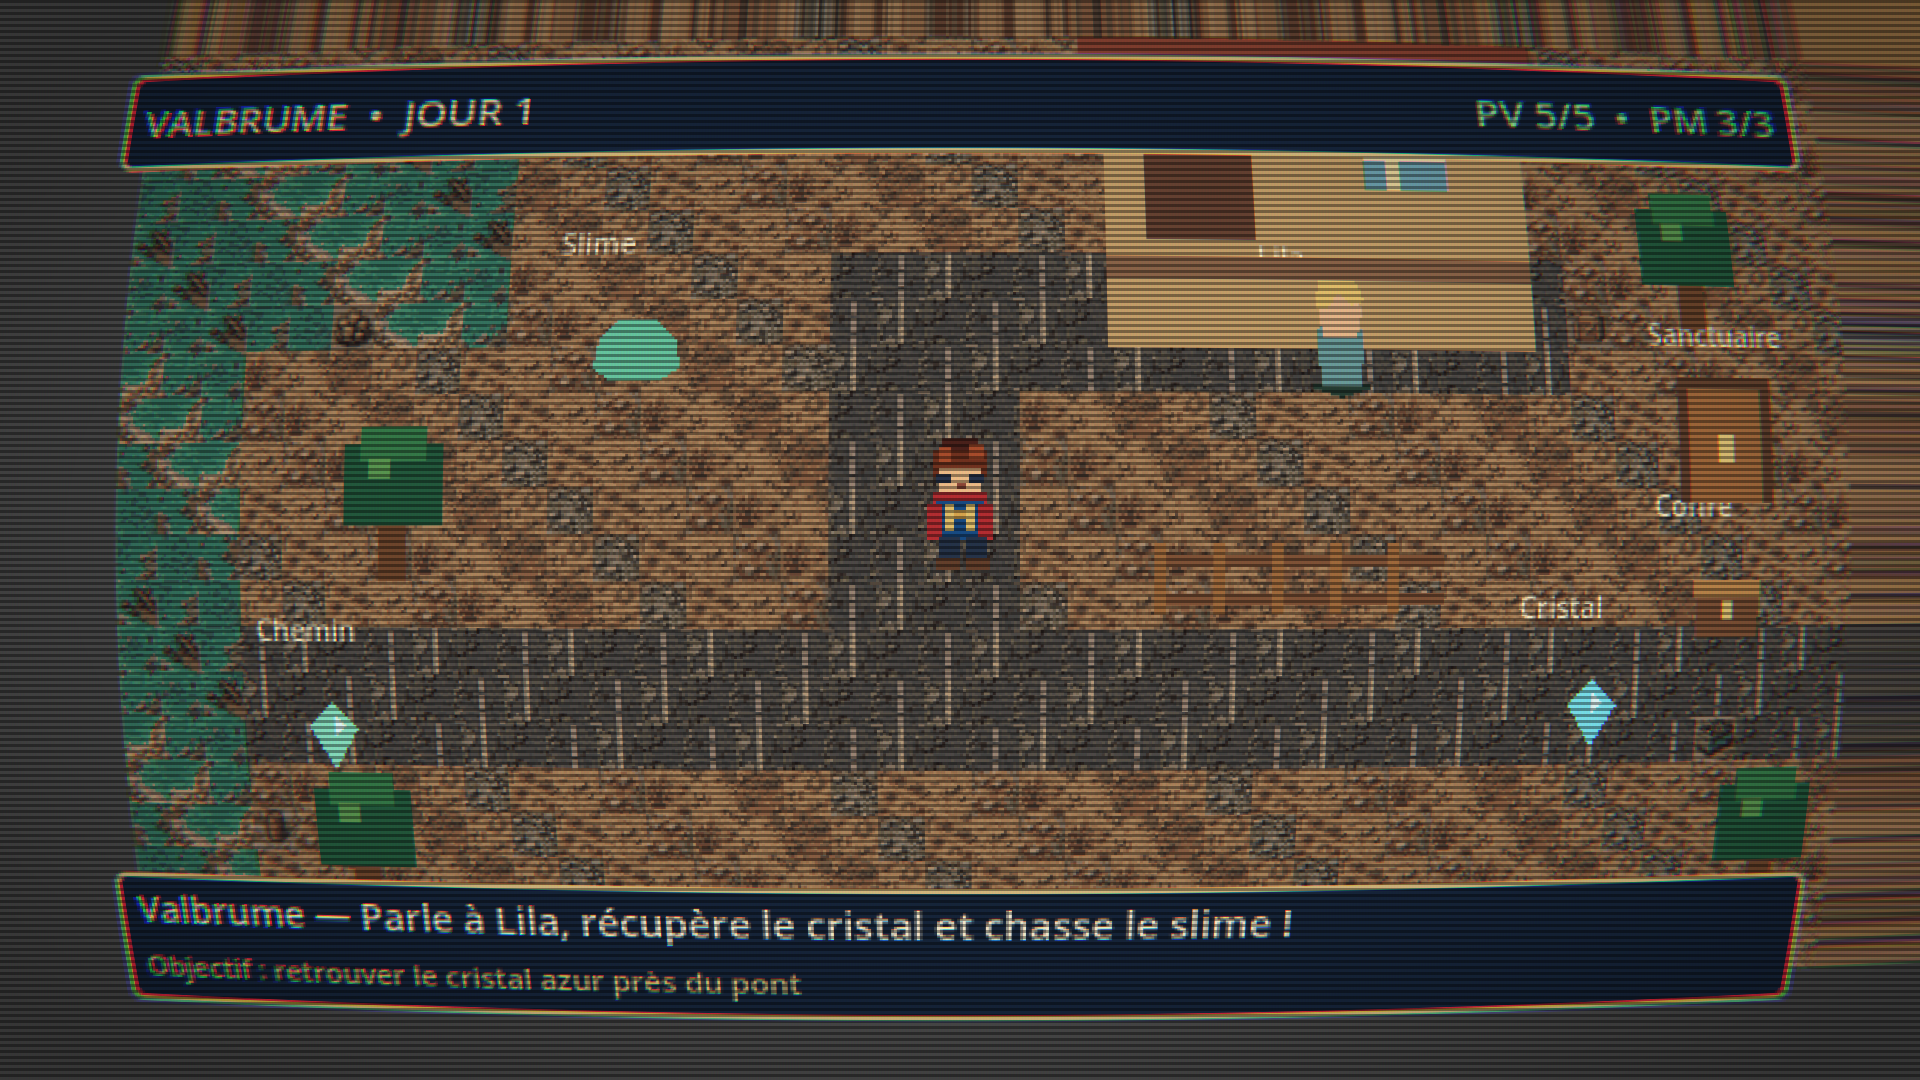 VALBRUME • JOUR 1
PV 5/5 • PM 3/3
Slime
Sanctuaire
Coffre
Cristal
Chemin
Valbrume — Parle à Lila, récupère le cristal et chasse le slime !
Objectif : retrouver le cristal azur près du pont